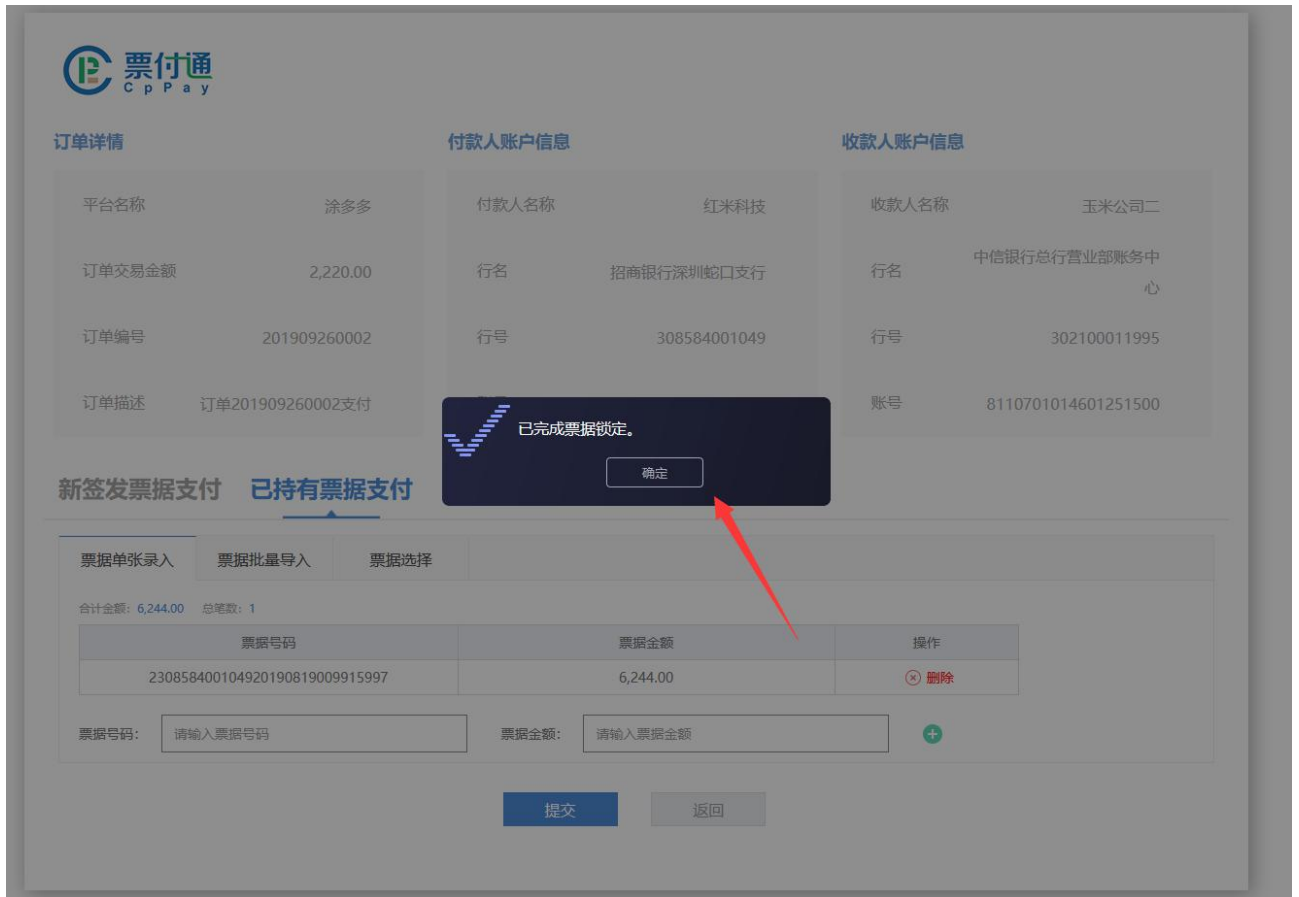 票付通
CpPay
订单详情
付款人账户信息
收款人账户信息
平台名称 涂多多
付款人名称 红米科技
收款人名称 玉米公司二
订单交易金额 2,220.00
行名 招商银行深圳蛇口支行
行名 中信银行总行营业部账务中
心
订单编号 201909260002
行号 308584001049
行号 302100011995
订单描述 订单201909260002支付
账号 8110701014601251500
已完成票据锁定。
确定
新签发票据支付 已持有票据支付
票据单张录入 票据批量导入 票据选择
合计金额: 6,244.00 总笔数: 1
票据号码 票据金额 操作
230858400104920190819009915997 6,244.00 删除
票据号码: 请输入票据号码 票据金额: 请输入票据金额
提交 返回